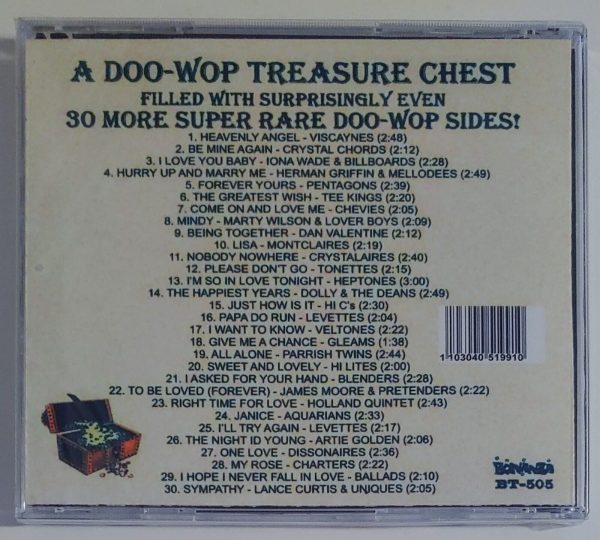 A DOO-WOP TREASURE CHEST
FILLED WITH SURPRISINGLY EVEN
30 MORE SUPER RARE DOO-WOP SIDES!
1. HEAVENLY ANGEL - VISCAYNES (2:48)
2. BE MINE AGAIN - CRYSTAL CHORDS (2:12)
3. I LOVE YOU BABY - IONA WADE & BILLBOARDS (2:28)
4. HURRY UP AND MARRY ME - HERMAN GRIFFIN & MELLODEES (2:49)
5. FOREVER YOURS - PENTAGONS (2:39)
6. THE GREATEST WISH - TEE KINGS (2:20)
7. COME ON AND LOVE ME - CHEVIES (2:05)
8. MINDY - MARTY WILSON & LOVER BOYS (2:09)
9. BEING TOGETHER - DAN VALENTINE (2:12)
10. LISA - MONTCLAIRES (2:19)
11. NOBODY NOWHERE - CRYSTALAIRES (2:40)
12. PLEASE DON'T GO - TONETTES (2:15)
13. I'M SO IN LOVE TONIGHT - HEPTONES (3:00)
14. THE HAPPIEST YEARS - DOLLY & THE DEANS (2:49)
15. JUST HOW IS IT - HI C's (2:30)
16. PAPA DO RUN - LEVETTES (2:04)
17. I WANT TO KNOW - VELTONES (2:22)
18. GIVE ME A CHANCE - GLEAMS (1:38)
19. ALL ALONE - PARRISH TWINS (2:44)
20. SWEET AND LOVELY - HI LITES (2:00)
21. I ASKED FOR YOUR HAND - BLENDERS (2:28)
22. TO BE LOVED (FOREVER) - JAMES MOORE & PRETENDERS (2:22)
23. RIGHT TIME FOR LOVE - HOLLAND QUINTET (2:43)
24. JANICE - AQUARIANS (2:33)
25. I'LL TRY AGAIN - LEVETTES (2:17)
26. THE NIGHT ID YOUNG - ARTIE GOLDEN (2:06)
27. ONE LOVE - DISSONAIRES (2:36)
28. MY ROSE - CHARTERS (2:22)
29. I HOPE I NEVER FALL IN LOVE - BALLADS (2:10)
30. SYMPATHY - LANCE CURTIS & UNIQUES (2:05)
1 103040 519910
BONANZA
BT-505